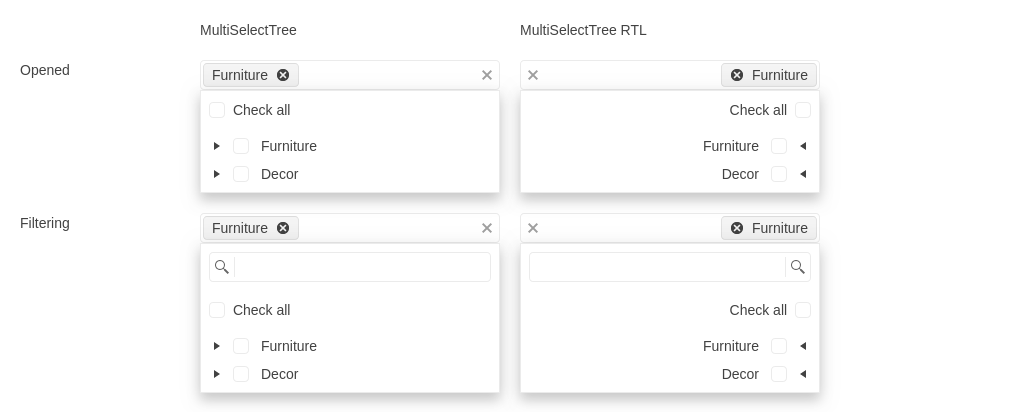 MultiSelectTree MultiSelectTree RTL
Opened
Furniture Furniture
Check all Check all
Furniture Furniture
Decor Decor
Filtering
Furniture Furniture
Check all Check all
Furniture Furniture
Decor Decor